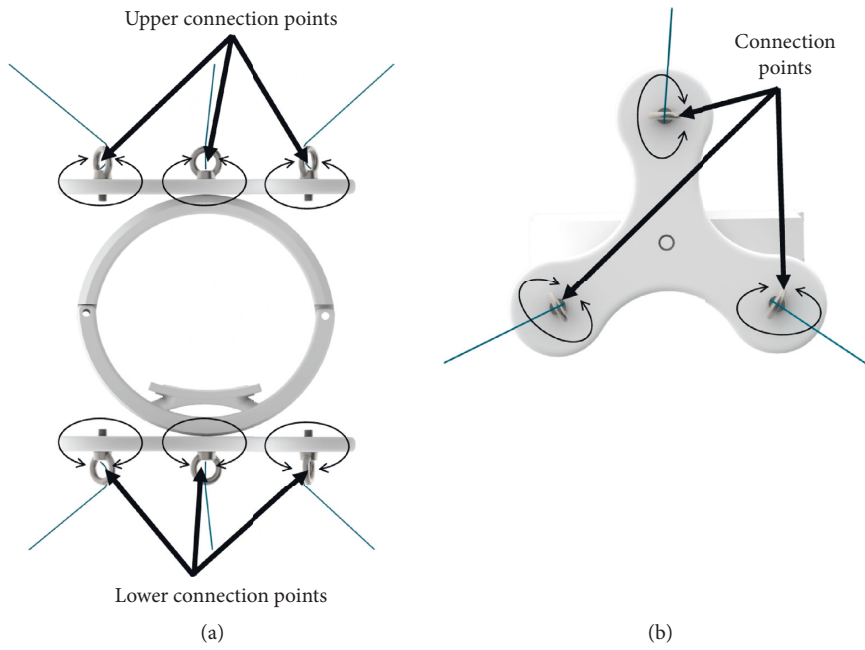 Upper connection points
Connection
points
Lower connection points
(a)
(b)